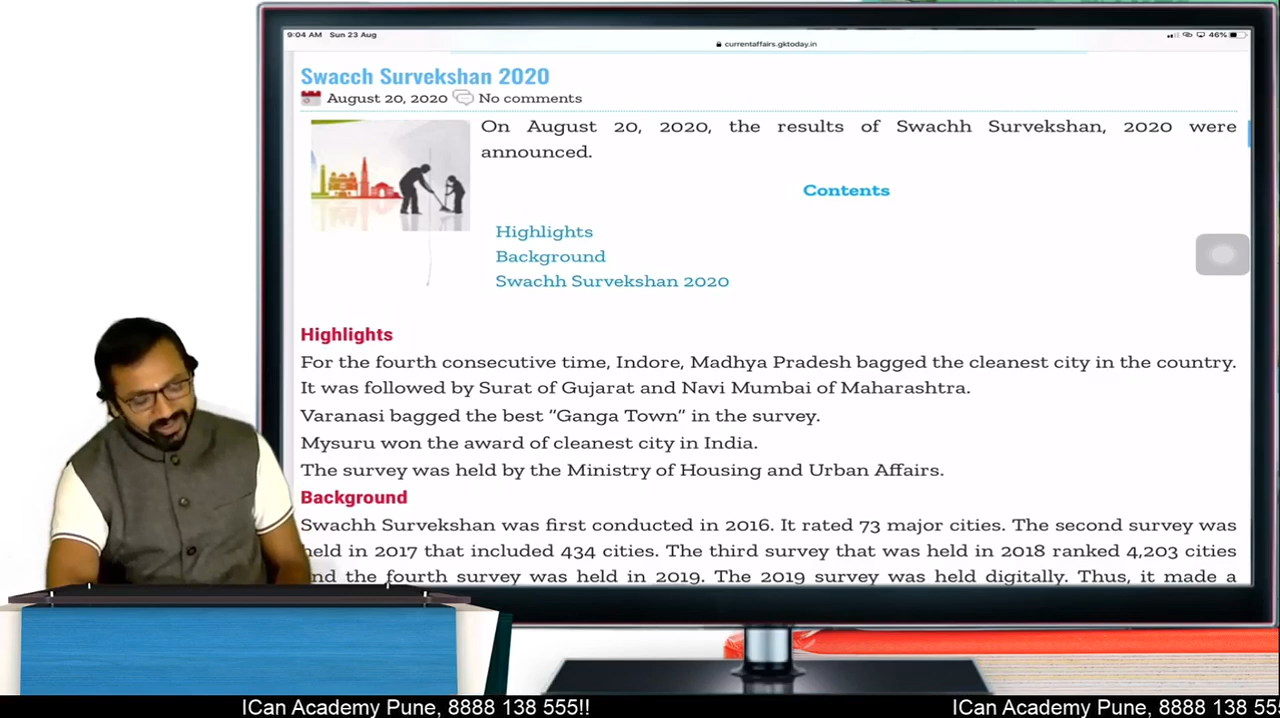 9:04 AM Sun 23 Aug
currentaffairs.gktoday.in
46%
Swacch Survekshan 2020
August 20, 2020 No comments
On August 20, 2020, the results of Swachh Survekshan, 2020 were
announced.
Contents
Highlights
Background
Swachh Survekshan 2020
Highlights
For the fourth consecutive time, Indore, Madhya Pradesh bagged the cleanest city in the country.
It was followed by Surat of Gujarat and Navi Mumbai of Maharashtra.
Varanasi bagged the best “Ganga Town” in the survey.
Mysuru won the award of cleanest city in India.
The survey was held by the Ministry of Housing and Urban Affairs.
Background
Swachh Survekshan was first conducted in 2016. It rated 73 major cities. The second survey was
held in 2017 that included 434 cities. The third survey that was held in 2018 ranked 4,203 cities
and the fourth survey was held in 2019. The 2019 survey was held digitally. Thus, it made a
ICan Academy Pune, 8888 138 555!! ICan Academy Pune, 8888 138 55